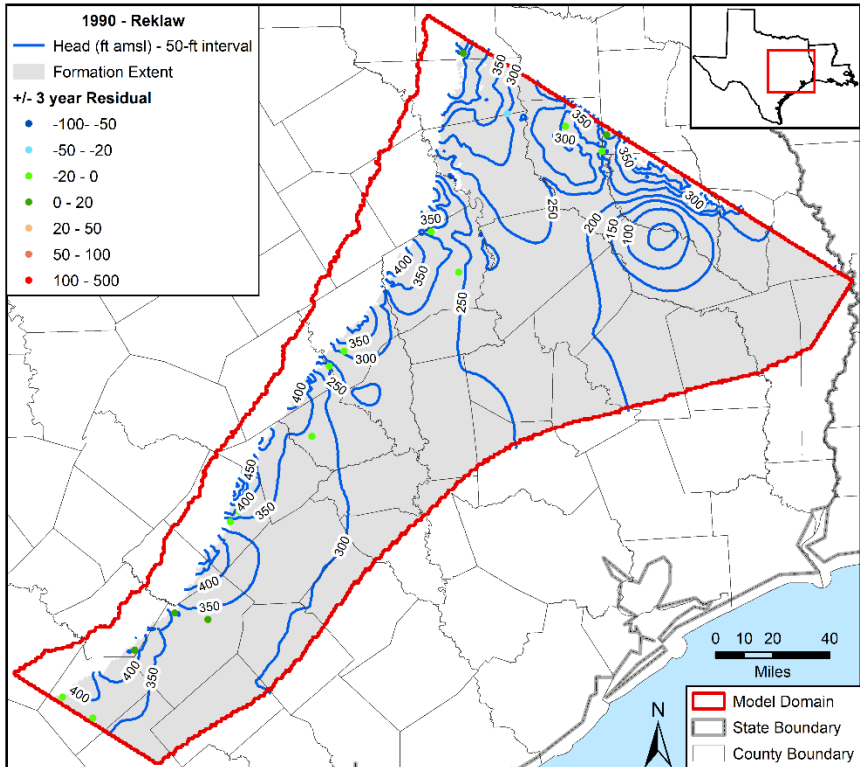 1990 - Reklaw
Head (ft amsl) - 50-ft interval
Formation Extent
+/- 3 year Residual
-100- -50
-50 - -20
-20 - 0
0 - 20
20 - 50
50 - 100
100 - 500
350
300
350
300
350
300
250
200
150
100
350
400
350
250
350
300
400
250
450
400
350
300
400
350
400
350
400
0 10 20 40
Miles
N
Model Domain
State Boundary
County Boundary